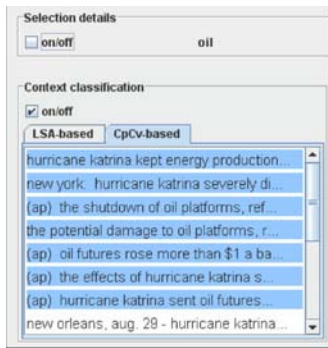 Selection details
on/off oil
Context classification
on/off
LSA-based CpCv-based
hurricane katrina kept energy production...
new york. hurricane katrina severely di...
(ap) the shutdown of oil platforms, ref...
the potential damage to oil platforms, r...
(ap) oil futures rose more than $1 a ba...
(ap) the effects of hurricane katrina s...
(ap) hurricane katrina sent oil futures...
new orleans, aug. 29 - hurricane katrina...